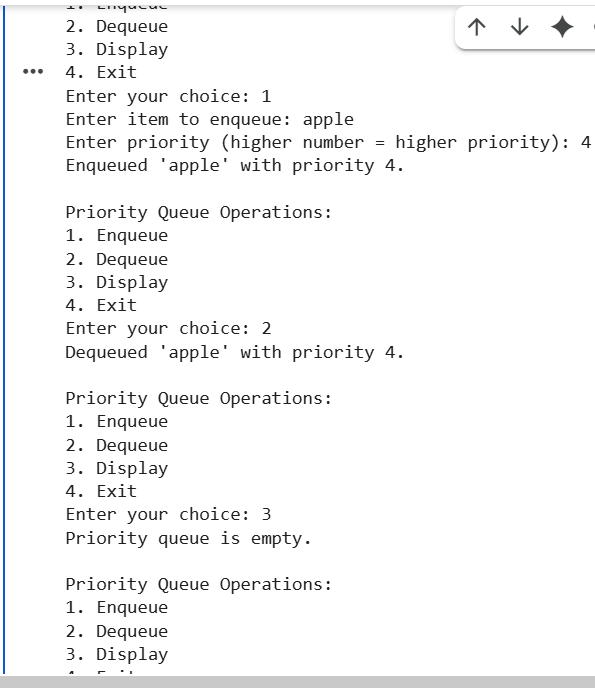 1. Enqueue
2. Dequeue
3. Display
4. Exit
Enter your choice: 1
Enter item to enqueue: apple
Enter priority (higher number = higher priority): 4
Enqueued 'apple' with priority 4.
Priority Queue Operations:
1. Enqueue
2. Dequeue
3. Display
4. Exit
Enter your choice: 2
Dequeued 'apple' with priority 4.
Priority Queue Operations:
1. Enqueue
2. Dequeue
3. Display
4. Exit
Enter your choice: 3
Priority queue is empty.
Priority Queue Operations:
1. Enqueue
2. Dequeue
3. Display